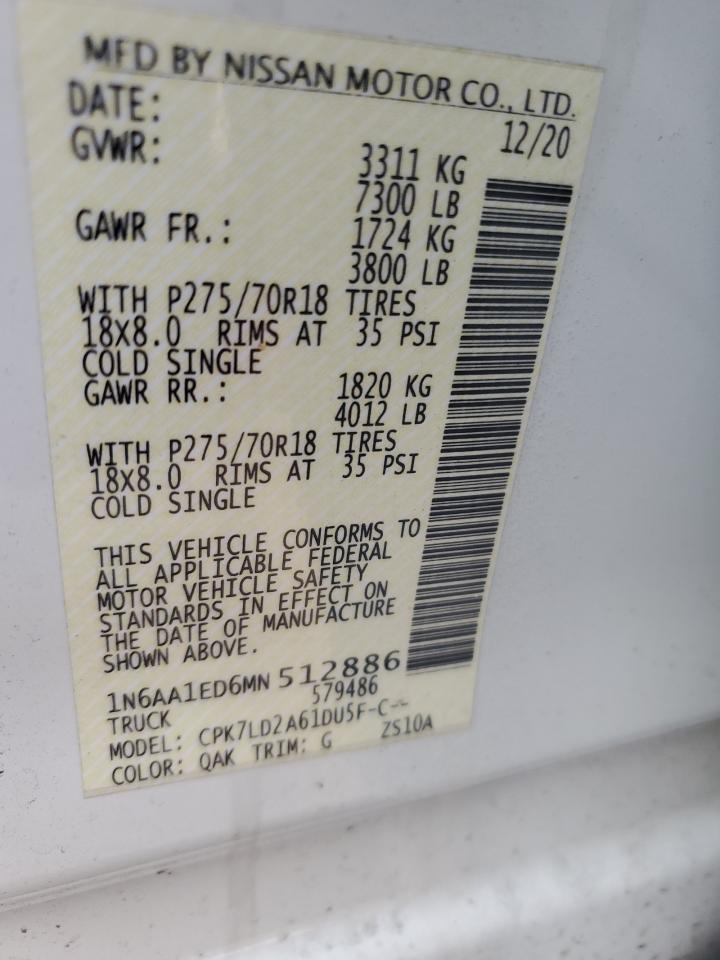 MFD BY NISSAN MOTOR CO., LTD.
DATE: 12/20
GVWR: 3311 KG
7300 LB
GAWR FR.: 1724 KG
3800 LB
WITH P275/70R18 TIRES
18X8.0 RIMS AT 35 PSI
COLD SINGLE
GAWR RR.: 1820 KG
4012 LB
WITH P275/70R18 TIRES
18X8.0 RIMS AT 35 PSI
COLD SINGLE
THIS VEHICLE CONFORMS TO
ALL APPLICABLE FEDERAL
MOTOR VEHICLE SAFETY
STANDARDS IN EFFECT ON
THE DATE OF MANUFACTURE
SHOWN ABOVE.
1N6AA1ED6MN512886
TRUCK 579486
MODEL: CPK7LD2A61DU5F-C--
COLOR: QAK TRIM: G ZS10A